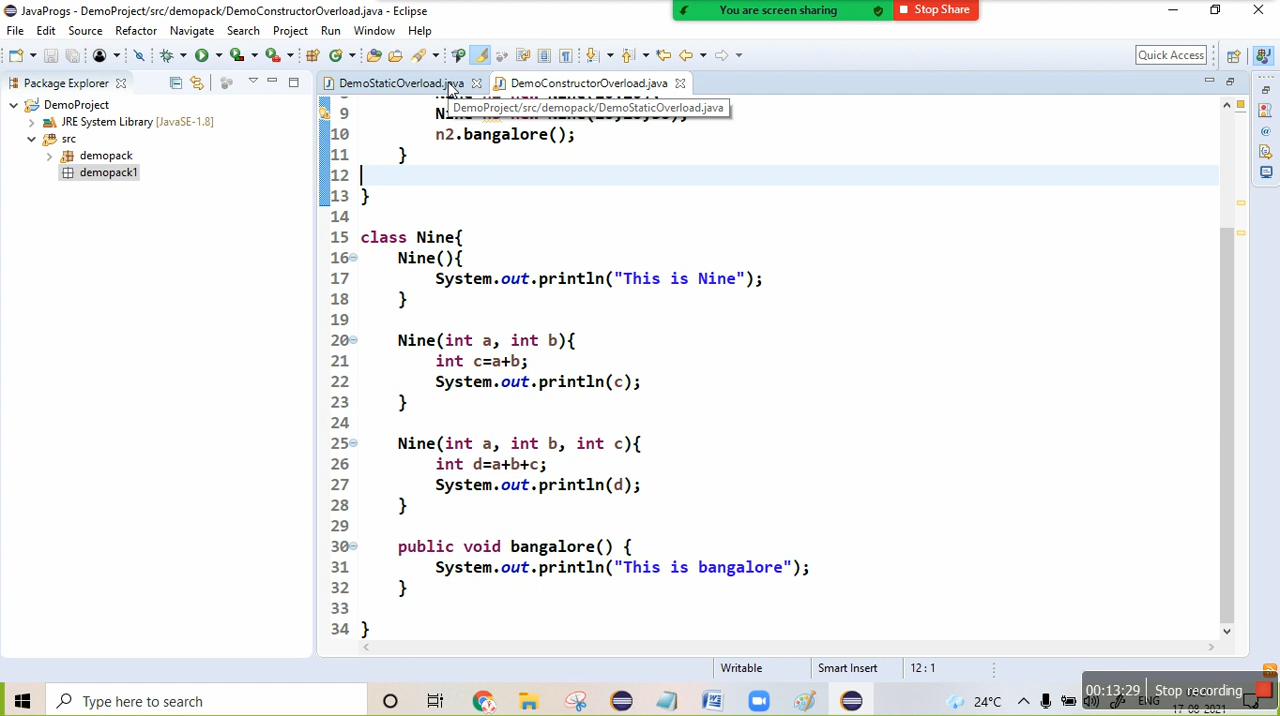 JavaProgs - DemoProject/src/demopack/DemoConstructorOverload.java - Eclipse
You are screen sharing
Stop Share
File Edit Source Refactor Navigate Search Project Run Window Help
Quick Access
Package Explorer
DemoStaticOverload.java
DemoConstructorOverload.java
DemoProject/src/demopack/DemoStaticOverload.java
DemoProject
JRE System Library [JavaSE-1.8]
src
demopack
demopack1
9
10 n2.bangalore();
11 }
12
13 }
14
15 class Nine{
16 Nine(){
17 System.out.println("This is Nine");
18 }
19
20 Nine(int a, int b){
21 int c=a+b;
22 System.out.println(c);
23 }
24
25 Nine(int a, int b, int c){
26 int d=a+b+c;
27 System.out.println(d);
28 }
29
30 public void bangalore() {
31 System.out.println("This is bangalore");
32 }
33
34 }
Writable
Smart Insert
12 : 1
00:13:29 Stop recording
Type here to search
24°C
ENG
17-08-2021